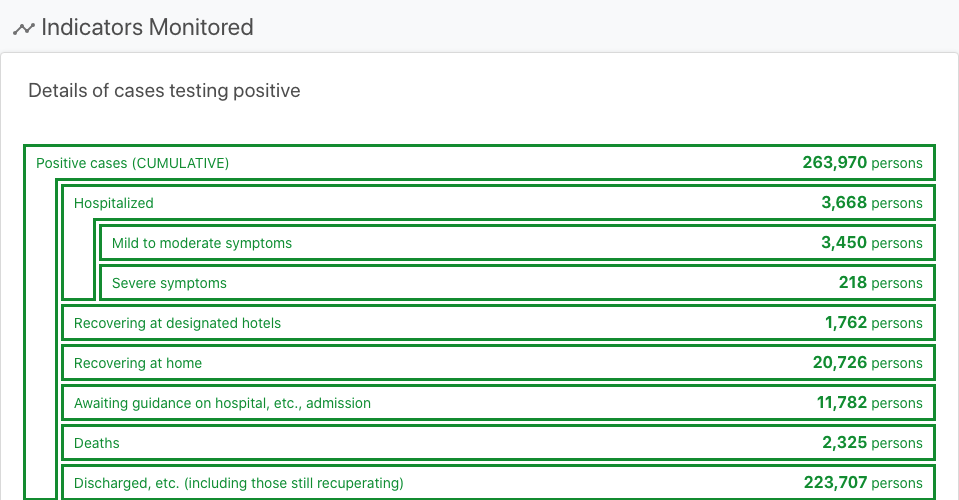 Indicators Monitored
Details of cases testing positive
Positive cases (CUMULATIVE) 263,970 persons
Hospitalized 3,668 persons
Mild to moderate symptoms 3,450 persons
Severe symptoms 218 persons
Recovering at designated hotels 1,762 persons
Recovering at home 20,726 persons
Awaiting guidance on hospital, etc., admission 11,782 persons
Deaths 2,325 persons
Discharged, etc. (including those still recuperating) 223,707 persons